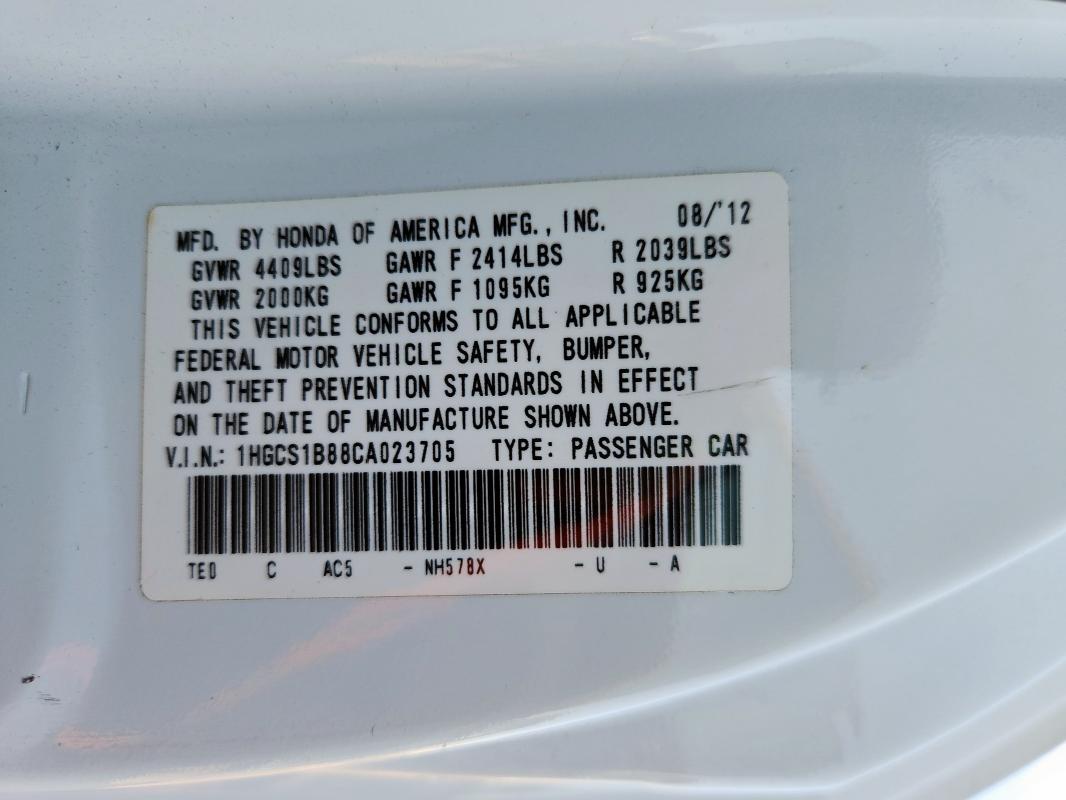 MFD. BY HONDA OF AMERICA MFG., INC. 08/'12
GVWR 4409LBS GAWR F 2414LBS R 2039LBS
GVWR 2000KG GAWR F 1095KG R 925KG
THIS VEHICLE CONFORMS TO ALL APPLICABLE
FEDERAL MOTOR VEHICLE SAFETY, BUMPER,
AND THEFT PREVENTION STANDARDS IN EFFECT
ON THE DATE OF MANUFACTURE SHOWN ABOVE.
V.I.N.: 1HGCS1B88CA023705 TYPE: PASSENGER CAR
TE0 C AC5 - NH578X - U - A